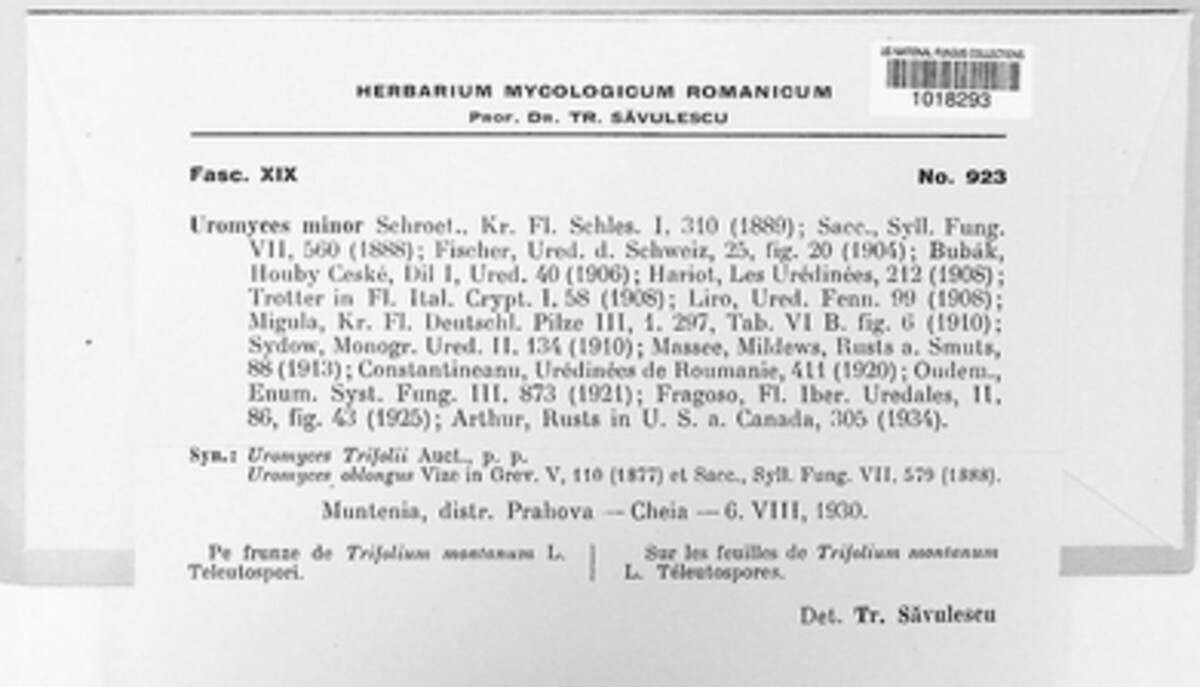 US NATIONAL FUNGUS COLLECTIONS
1018293
HERBARIUM MYCOLOGICUM ROMANICUM
PROF. DR. TR. SĂVULESCU
Fasc. XIX
No. 923
Uromyces minor Schroet., Kr. Fl. Schles. I, 310 (1889); Sacc., Syll. Fung.
VII, 560 (1888); Fischer, Ured. d. Schweiz, 25, fig. 20 (1904); Bubák,
Houby Ceské, Dil I, Ured. 40 (1906); Hariot, Les Urédinées, 212 (1908);
Trotter in Fl. Ital. Crypt. I, 58 (1908); Liro, Ured. Fenn. 99 (1908);
Migula, Kr. Fl. Deutschl. Pilze III, 1. 297, Tab. VI B. fig. 6 (1910);
Sydow, Monogr. Ured. II, 134 (1910); Massee, Mildews, Rusts a. Smuts,
88 (1913); Constantineanu, Urédinées de Roumanie, 411 (1920); Oudem.,
Enum. Syst. Fung. III, 873 (1921); Fragoso, Fl. Iber. Uredales, II,
86, fig. 43 (1925); Arthur, Rusts in U. S. a. Canada, 305 (1934).
Syn.: Uromyces Trifolii Auct., p. p.
Uromyces oblongus Vize in Grev. V, 110 (1877) et Sacc., Syll. Fung. VII, 579 (1888).
Muntenia, distr. Prahova — Cheia — 6. VIII, 1930.
Pe frunze de Trifolium montanum L.
Teleutospori.
Sur les feuilles de Trifolium montanum
L. Téleutospores.
Det. Tr. Săvulescu